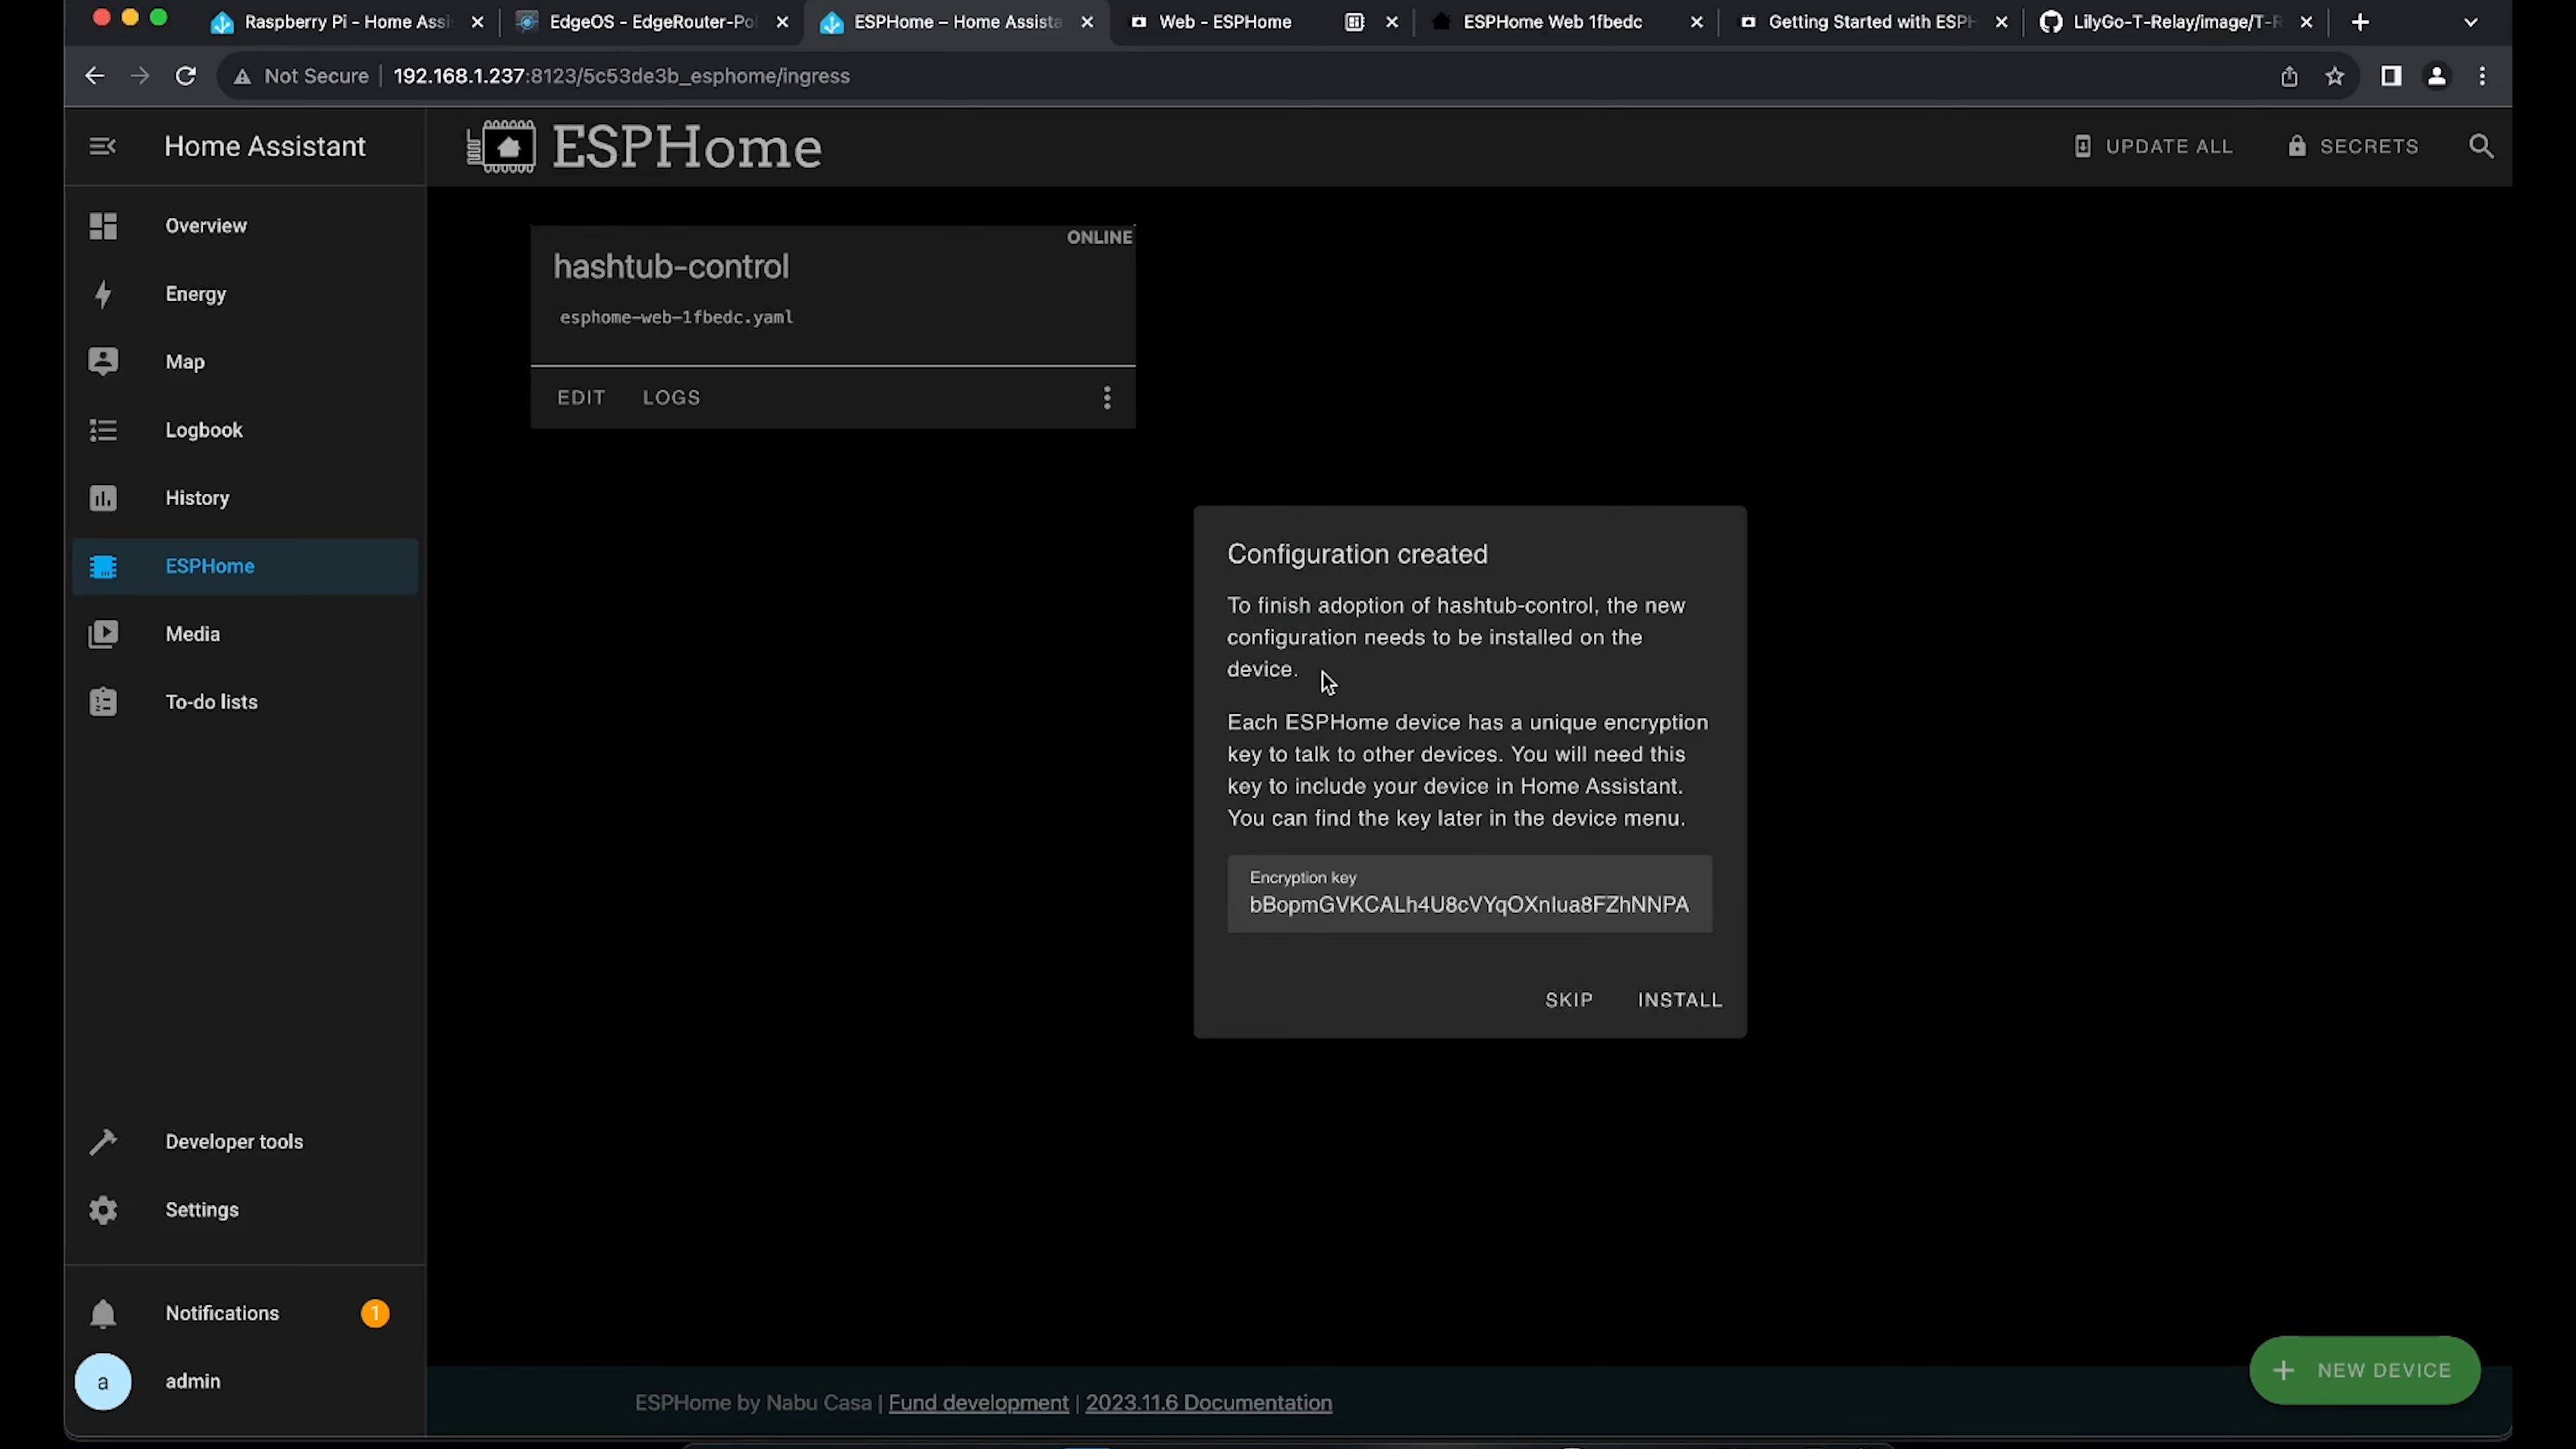 Raspberry Pi - Home Assi
EdgeOS - EdgeRouter-Pol
ESPHome – Home Assista
Web - ESPHome
ESPHome Web 1fbedc
Getting Started with ESPH
LilyGo-T-Relay/image/T-R
Not Secure
192.168.1.237:8123/5c53de3b_esphome/ingress
Home Assistant
ESPHome
UPDATE ALL
SECRETS
Overview
Energy
Map
Logbook
History
ESPHome
Media
To-do lists
Developer tools
Settings
Notifications
1
a
admin
ONLINE
hashtub-control
esphome-web-1fbedc.yaml
EDIT
LOGS
Configuration created
To finish adoption of hashtub-control, the new
configuration needs to be installed on the
device.
Each ESPHome device has a unique encryption
key to talk to other devices. You will need this
key to include your device in Home Assistant.
You can find the key later in the device menu.
Encryption key
bBopmGVKCALh4U8cVYqOXnIua8FZhNNPA
SKIP
INSTALL
NEW DEVICE
ESPHome by Nabu Casa | Fund development | 2023.11.6 Documentation